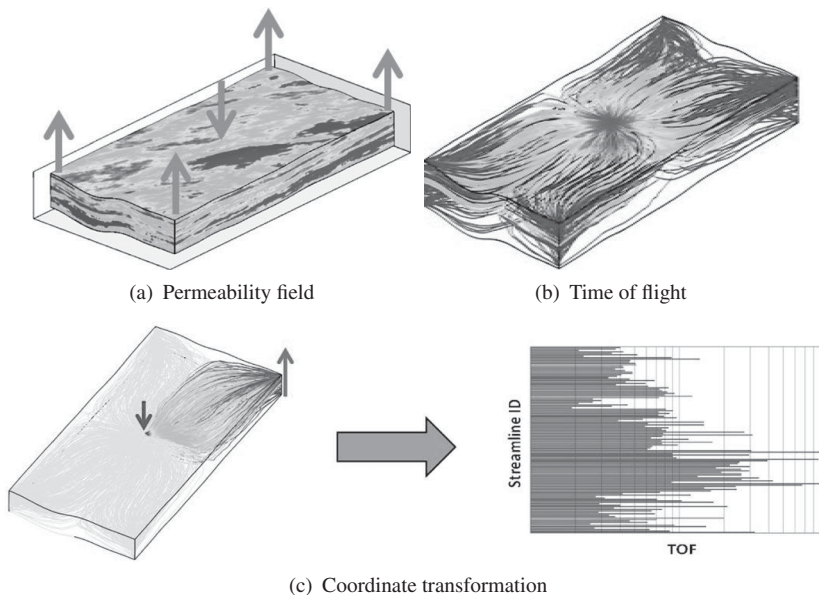 (a) Permeability field
(b) Time of flight
Streamline ID
TOF
(c) Coordinate transformation